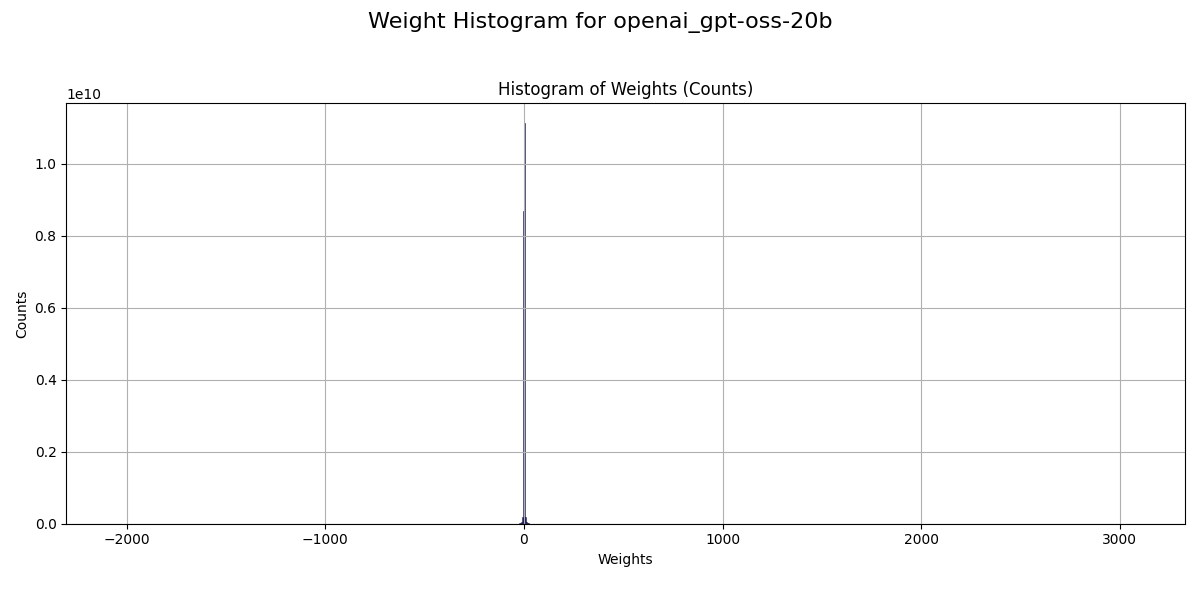 Weight Histogram for openai_gpt-oss-20b
Histogram of Weights (Counts)
1e10
1.0
0.8
0.6
0.4
0.2
0.0
Counts
−2000
−1000
0
1000
2000
3000
Weights